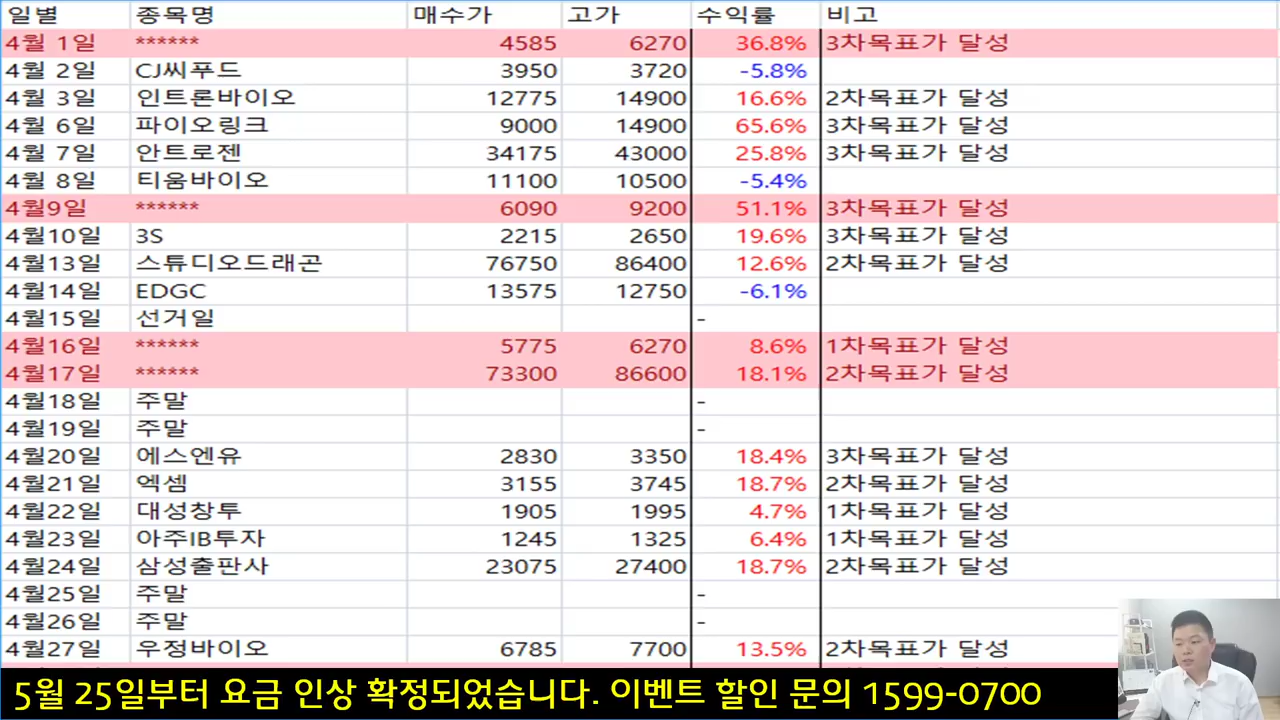 일별 종목명 매수가 고가 수익률 비고
4월 1일 ****** 4585 6270 36.8% 3차목표가 달성
4월 2일 CJ씨푸드 3950 3720 -5.8%
4월 3일 인트론바이오 12775 14900 16.6% 2차목표가 달성
4월 6일 파이오링크 9000 14900 65.6% 3차목표가 달성
4월 7일 안트로젠 34175 43000 25.8% 3차목표가 달성
4월 8일 티움바이오 11100 10500 -5.4%
4월9일 ****** 6090 9200 51.1% 3차목표가 달성
4월10일 3S 2215 2650 19.6% 3차목표가 달성
4월13일 스튜디오드래곤 76750 86400 12.6% 2차목표가 달성
4월14일 EDGC 13575 12750 -6.1%
4월15일 선거일 -
4월16일 ****** 5775 6270 8.6% 1차목표가 달성
4월17일 ****** 73300 86600 18.1% 2차목표가 달성
4월18일 주말 -
4월19일 주말 -
4월20일 에스엔유 2830 3350 18.4% 3차목표가 달성
4월21일 엑셈 3155 3745 18.7% 2차목표가 달성
4월22일 대성창투 1905 1995 4.7% 1차목표가 달성
4월23일 아주IB투자 1245 1325 6.4% 1차목표가 달성
4월24일 삼성출판사 23075 27400 18.7% 2차목표가 달성
4월25일 주말 -
4월26일 주말 -
4월27일 우정바이오 6785 7700 13.5% 2차목표가 달성
5월 25일부터 요금 인상 확정되었습니다. 이벤트 할인 문의 1599-0700